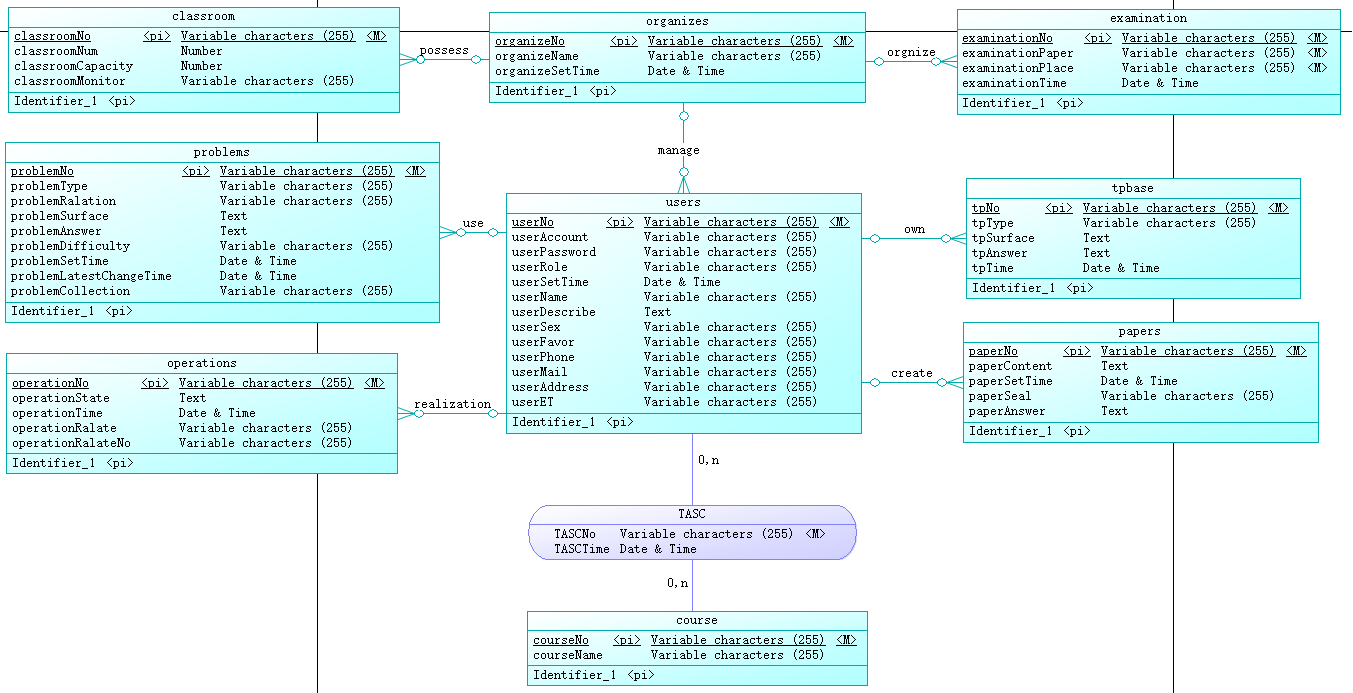 classroom
classroomNo <pi> Variable characters (255) <M>
classroomNum Number
classroomCapacity Number
classroomMonitor Variable characters (255)
Identifier_1 <pi>
possess
organizes
organizeNo <pi> Variable characters (255) <M>
organizeName Variable characters (255)
organizeSetTime Date & Time
Identifier_1 <pi>
orgnize
examination
examinationNo <pi> Variable characters (255) <M>
examinationPaper Variable characters (255) <M>
examinationPlace Variable characters (255) <M>
examinationTime Date & Time
Identifier_1 <pi>
manage
problems
problemNo <pi> Variable characters (255) <M>
problemType Variable characters (255)
problemRalation Variable characters (255)
problemSurface Text
problemAnswer Text
problemDifficulty Variable characters (255)
problemSetTime Date & Time
problemLatestChangeTime Date & Time
problemCollection Variable characters (255)
Identifier_1 <pi>
use
users
userNo <pi> Variable characters (255) <M>
userAccount Variable characters (255)
userPassword Variable characters (255)
userRole Variable characters (255)
userSetTime Date & Time
userName Variable characters (255)
userDescribe Text
userSex Variable characters (255)
userFavor Variable characters (255)
userPhone Variable characters (255)
userMail Variable characters (255)
userAddress Variable characters (255)
userET Variable characters (255)
Identifier_1 <pi>
own
tpbase
tpNo <pi> Variable characters (255) <M>
tpType Variable characters (255)
tpSurface Text
tpAnswer Text
tpTime Date & Time
Identifier_1 <pi>
operations
operationNo <pi> Variable characters (255) <M>
operationState Text
operationTime Date & Time
operationRalate Variable characters (255)
operationRalateNo Variable characters (255)
Identifier_1 <pi>
realization
create
papers
paperNo <pi> Variable characters (255) <M>
paperContent Text
paperSetTime Date & Time
paperSeal Variable characters (255)
paperAnswer Text
Identifier_1 <pi>
0,n
TASC
TASCNo Variable characters (255) <M>
TASCTime Date & Time
0,n
course
courseNo <pi> Variable characters (255) <M>
courseName Variable characters (255)
Identifier_1 <pi>